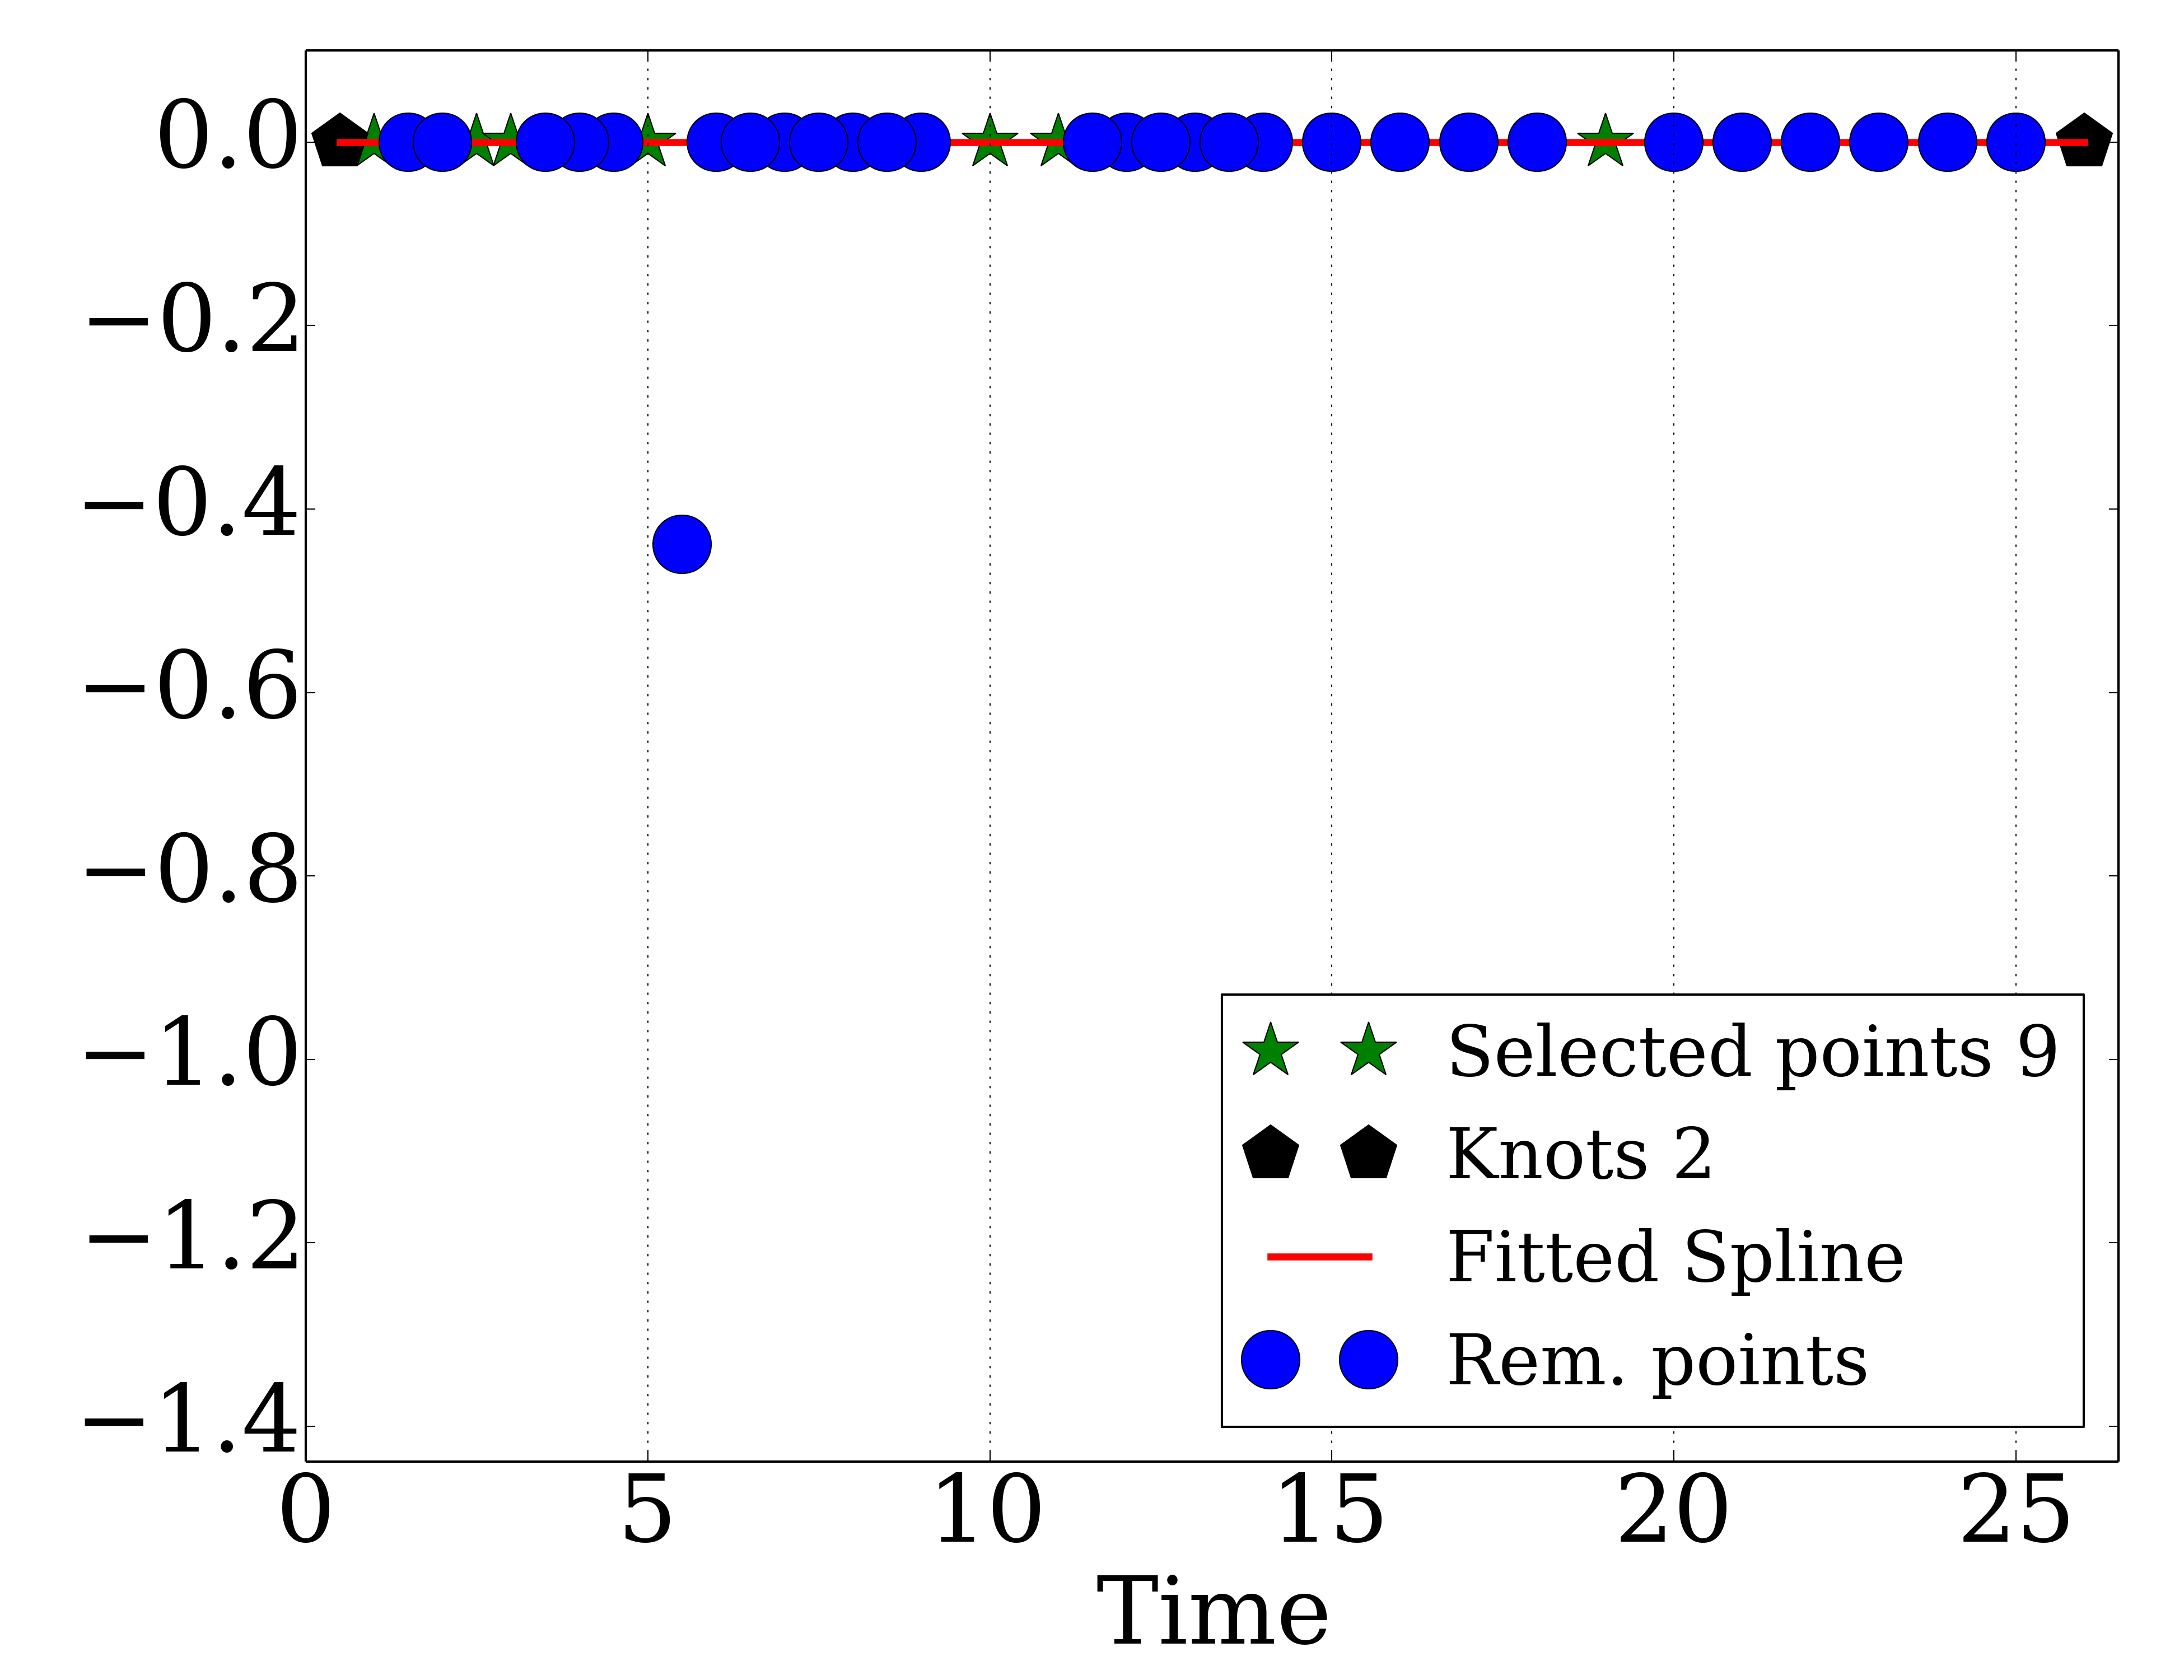 0.0
−0.2
−0.4
−0.6
−0.8
−1.0
−1.2
−1.4
Selected points 9
Knots 2
Fitted Spline
Rem. points
0 5 10 15 20 25
Time